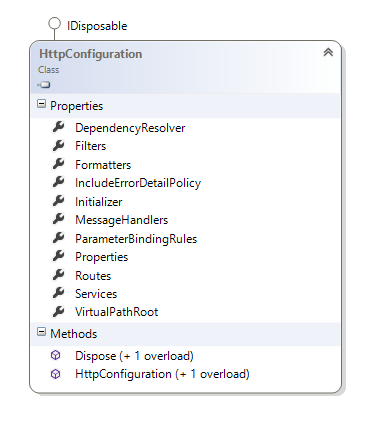 IDisposable
HttpConfiguration
Class
Properties
DependencyResolver
Filters
Formatters
IncludeErrorDetailPolicy
Initializer
MessageHandlers
ParameterBindingRules
Properties
Routes
Services
VirtualPathRoot
Methods
Dispose (+ 1 overload)
HttpConfiguration (+ 1 overload)